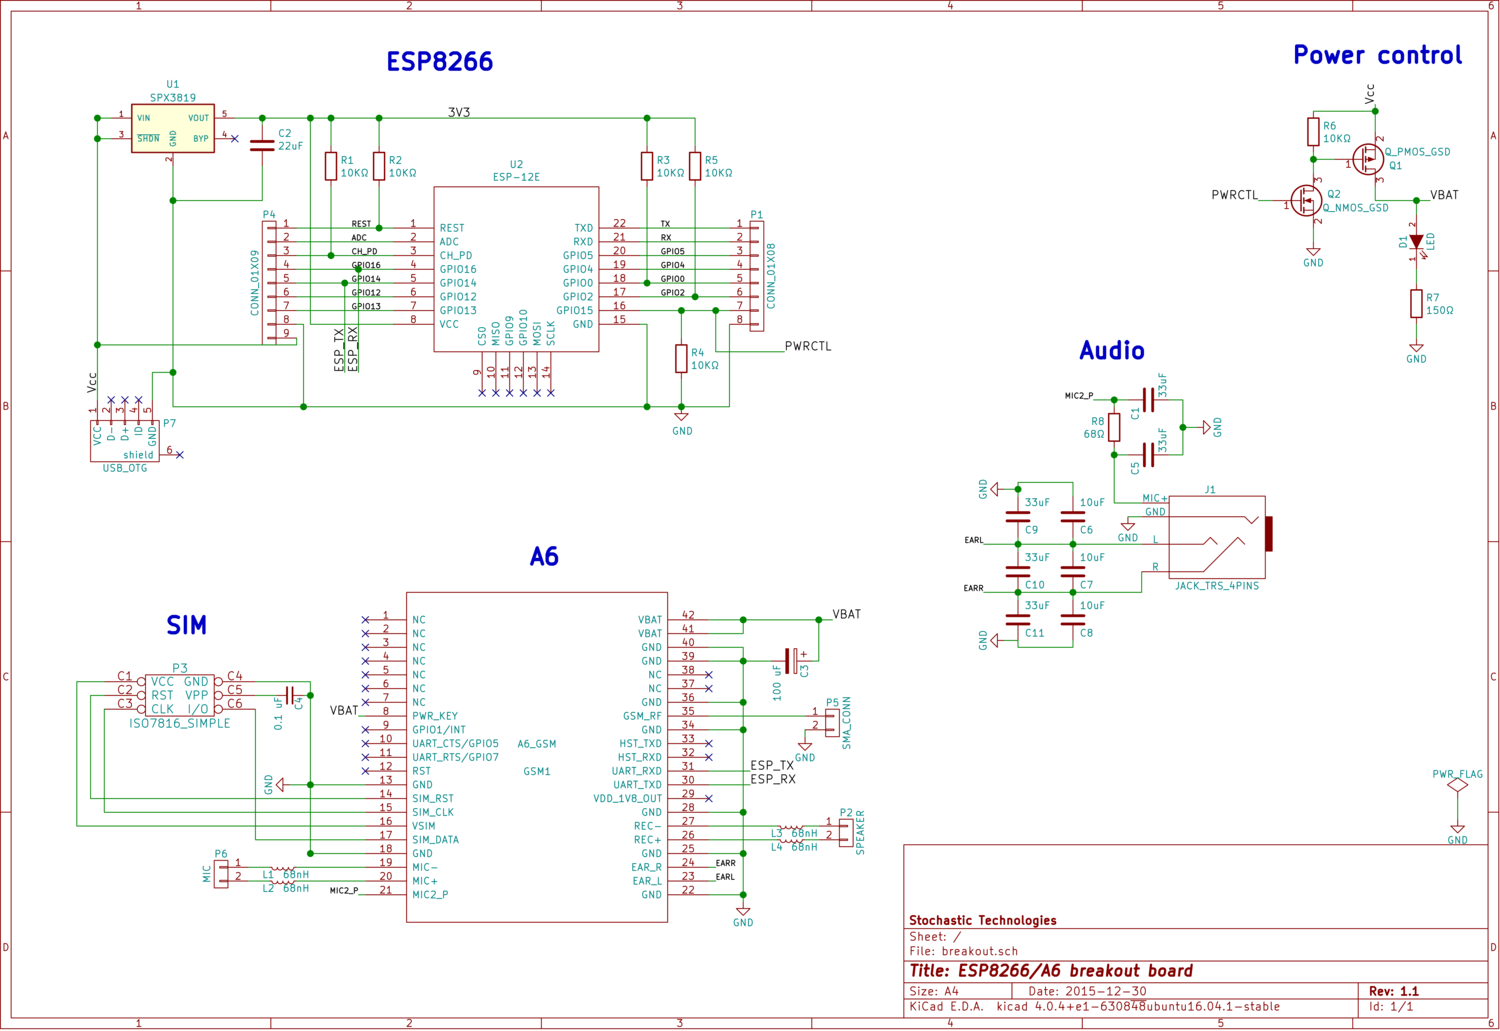 1 2 3 4 5 6
A
B
C
D
ESP8266
U1
SPX3819
1 VIN VOUT 5
3 SHDN GND BYP 4
2
C2
22uF
3V3
R1
10KΩ
R2
10KΩ
R3
10KΩ
R5
10KΩ
U2
ESP-12E
P4
CONN_01X09
1 REST 1 REST TXD 22 TX 1
2 ADC 2 ADC RXD 21 RX 2
3 CH_PD 3 CH_PD GPIO5 20 GPIO5 3
4 GPIO16 4 GPIO16 GPIO4 19 GPIO4 4
5 GPIO14 5 GPIO14 GPIO0 18 GPIO0 5
6 GPIO12 6 GPIO12 GPIO2 17 GPIO2 6
7 GPIO13 7 GPIO13 GPIO15 16 7
8 8 VCC GND 15 8
9
P1
CONN_01X08
CS0 MISO GPIO9 GPIO10 MOSI SCLK
9 10 11 12 13 14
ESP_TX
ESP_RX
R4
10KΩ
PWRCTL
GND
Vcc
1 2 3 4 5
VCC D- D+ ID GND
P7
shield 6
USB_OTG
Power control
Vcc
R6
10KΩ
2
Q_PMOS_GSD
1 Q1
3
3
PWRCTL 1 Q2
Q_NMOS_GSD
2
GND
VBAT
2
D1 LED
1
R7
150Ω
GND
Audio
MIC2_P
C1 33uF
R8
68Ω
GND
C5 33uF
GND
33uF
C9
10uF
C6
EARL
33uF
C10
10uF
C7
EARR
33uF
C11
10uF
C8
GND
J1
MIC+
GND
GND
L
R
JACK_TRS_4PINS
SIM
P3
C1 VCC GND C4
C2 RST VPP C5
C3 CLK I/O C6
ISO7816_SIMPLE
0.1 uF
C4
GND
A6
A6_GSM
GSM1
1 NC VBAT 42
2 NC VBAT 41
3 NC GND 40
4 NC GND 39
5 NC NC 38
6 NC NC 37
7 NC GND 36
VBAT 8 PWR_KEY GSM_RF 35
9 GPIO1/INT GND 34
10 UART_CTS/GPIO5 HST_TXD 33
11 UART_RTS/GPIO7 HST_RXD 32
12 RST UART_RXD 31 ESP_TX
13 GND UART_TXD 30 ESP_RX
14 SIM_RST VDD_1V8_OUT 29
15 SIM_CLK GND 28
16 VSIM REC- 27
17 SIM_DATA REC+ 26
18 GND GND 25
19 MIC- EAR_R 24 EARR
20 MIC+ EAR_L 23 EARL
MIC2_P 21 MIC2_P GND 22
VBAT
100 uF
+
C3
P5
1
2
SMA_CONN
GND
P2
L3 68nH 1
L4 68nH 2
SPEAKER
P6
MIC
1 L1 68nH
2 L2 68nH
GND
PWR_FLAG
GND
Stochastic Technologies
Sheet: /
File: breakout.sch
Title: ESP8266/A6 breakout board
Size: A4 Date: 2015-12-30 Rev: 1.1
KiCad E.D.A. kicad 4.0.4+e1-6308~48~ubuntu16.04.1-stable Id: 1/1
1 2 3 4 5 6